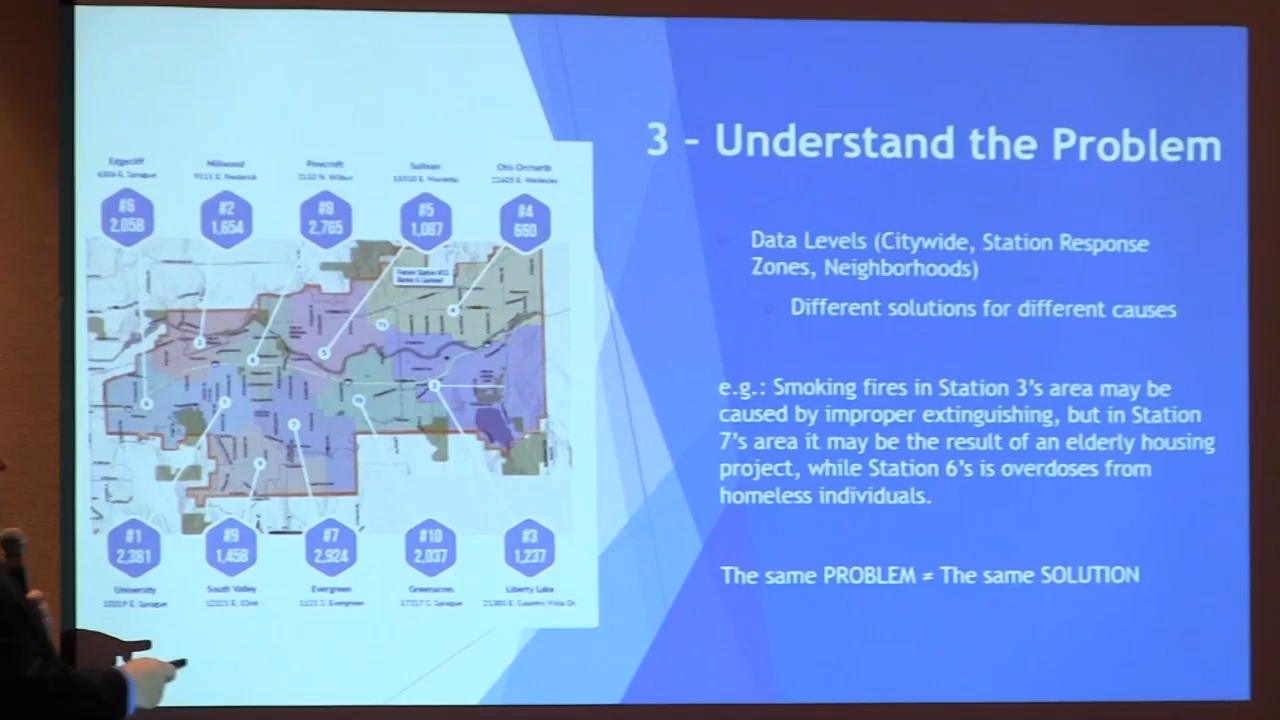 3 - Understand the Problem
Data Levels (Citywide, Station Response
Zones, Neighborhoods)
Different solutions for different causes
e.g.: Smoking fires in Station 3's area may be
caused by improper extinguishing, but in Station
7's area it may be the result of an elderly housing
project, while Station 6's is overdoses from
homeless individuals.
The same PROBLEM ≠ The same SOLUTION
Edgecliff
Millwood
Pinecroft
Sullivan
Otis Orchards
#6
2,058
#2
1,654
#8
2,765
#5
1,087
#4
660
#1
2,381
#9
1,458
#7
2,924
#10
2,037
#3
1,237
University
South Valley
Evergreen
Greenacres
Liberty Lake